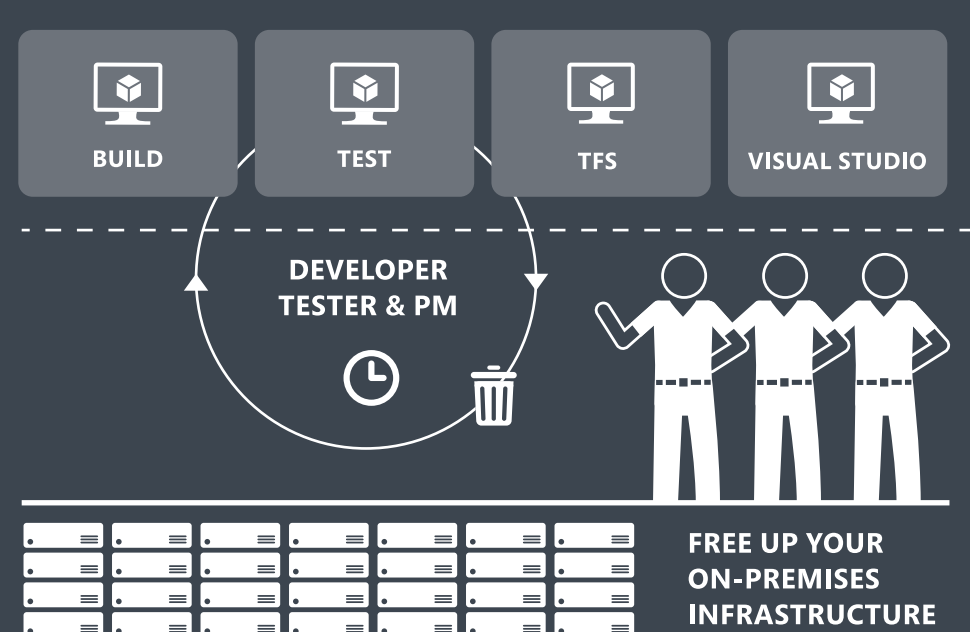 BUILD
TEST
TFS
VISUAL STUDIO
DEVELOPER
TESTER & PM
FREE UP YOUR
ON-PREMISES
INFRASTRUCTURE